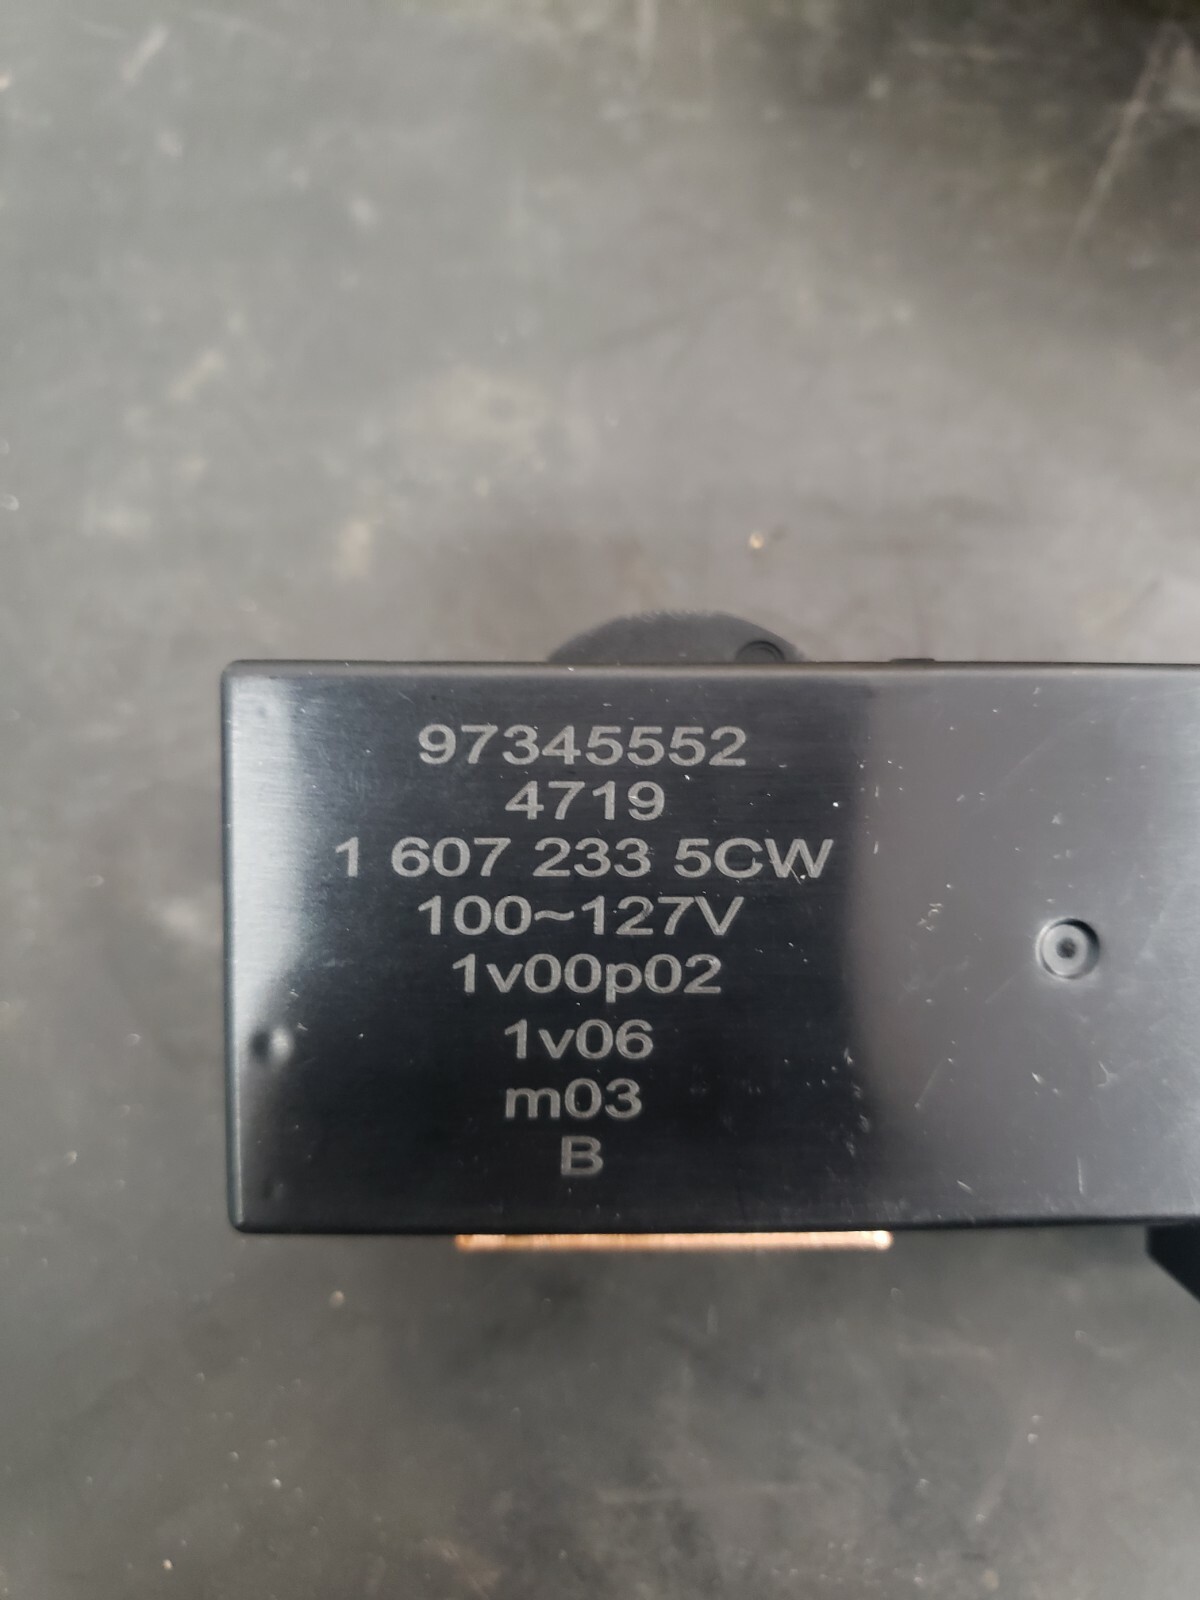 97345552
4719
1 607 233 5CW
100~127V
1v00p02
1v06
m03
B